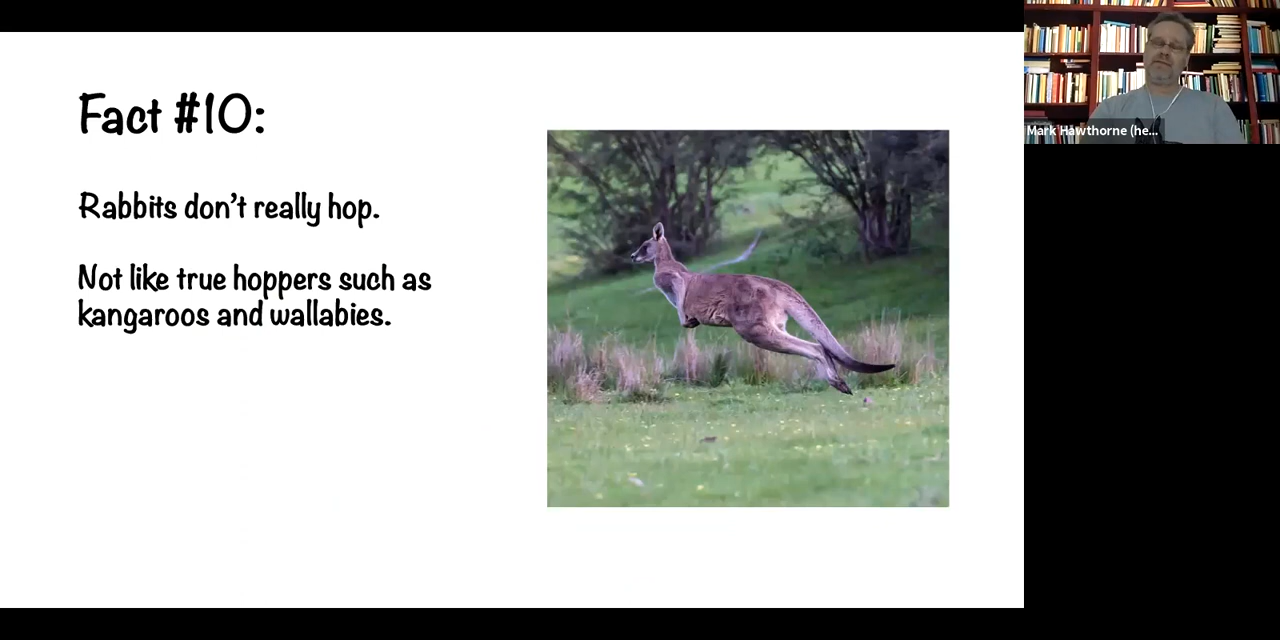 Fact #10:
Rabbits don't really hop.
Not like true hoppers such as
kangaroos and wallabies.
Mark Hawthorne (he...